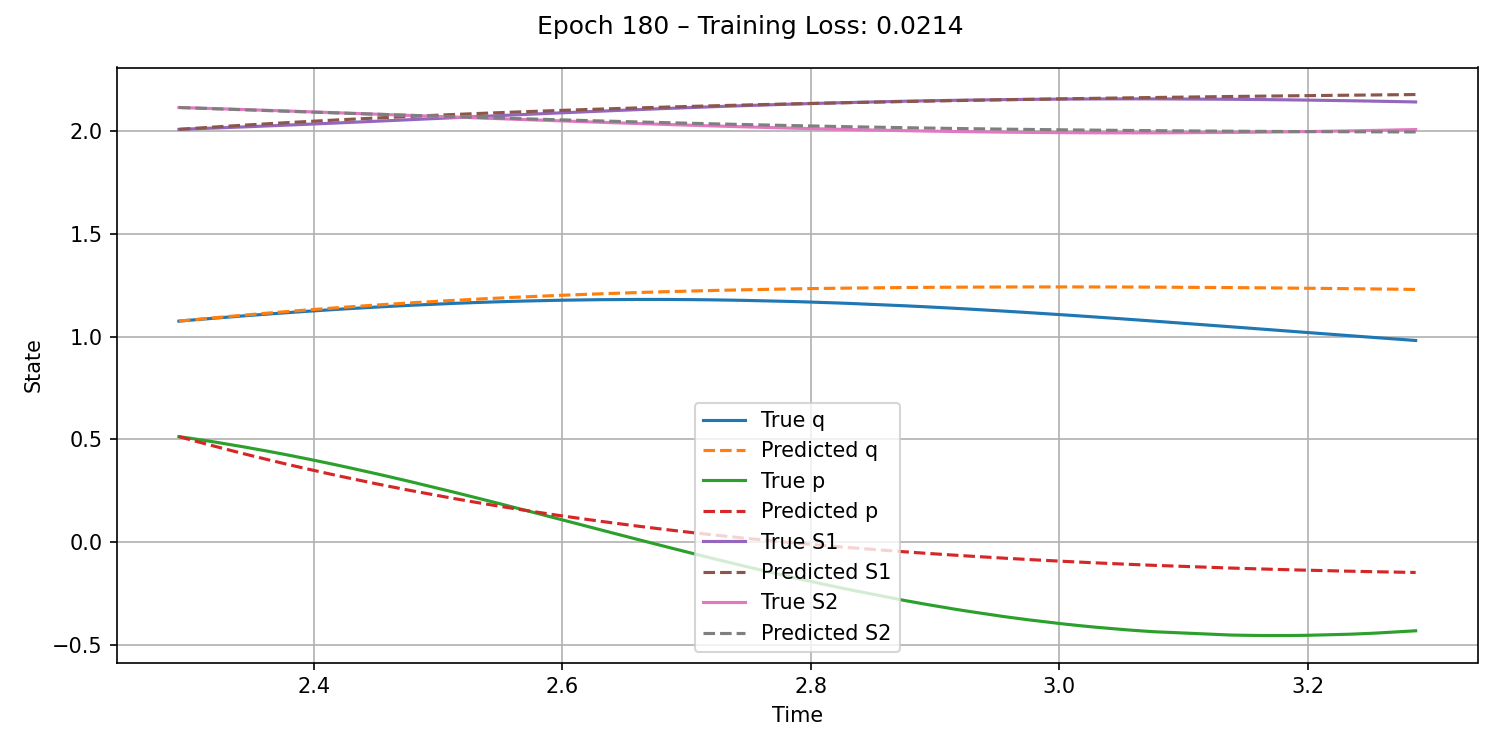 Epoch 180 – Training Loss: 0.0214
State
2.0
1.5
1.0
0.5
0.0
−0.5
True q
Predicted q
True p
Predicted p
True S1
Predicted S1
True S2
Predicted S2
2.4 2.6 2.8 3.0 3.2
Time